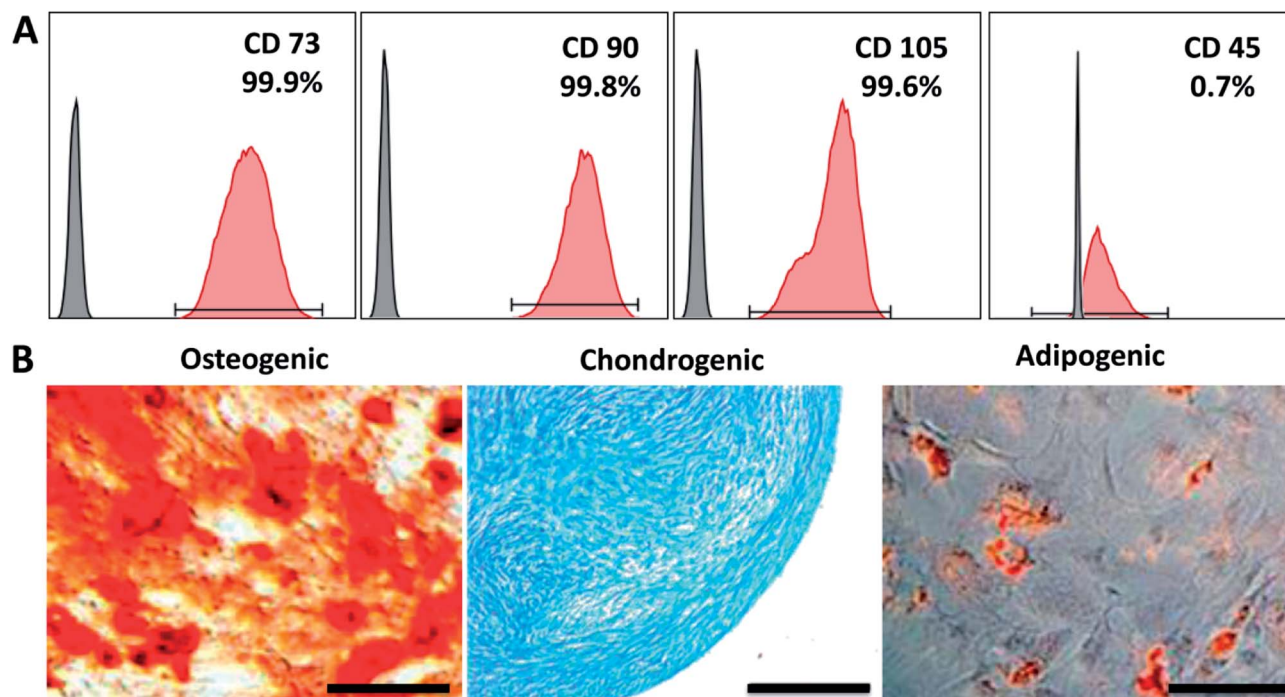 A
CD 73
99.9%
CD 90
99.8%
CD 105
99.6%
CD 45
0.7%
B
Osteogenic
Chondrogenic
Adipogenic